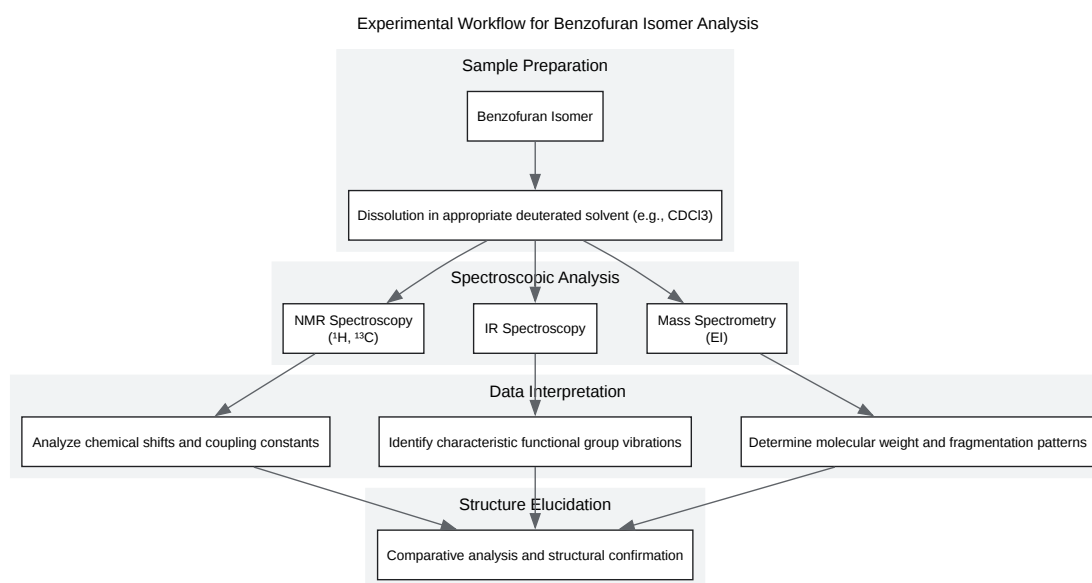 Experimental Workflow for Benzofuran Isomer Analysis
Sample Preparation
Benzofuran Isomer
Dissolution in appropriate deuterated solvent (e.g., CDCl3)
Spectroscopic Analysis
NMR Spectroscopy
(¹H, ¹³C)
IR Spectroscopy
Mass Spectrometry
(EI)
Data Interpretation
Analyze chemical shifts and coupling constants
Identify characteristic functional group vibrations
Determine molecular weight and fragmentation patterns
Structure Elucidation
Comparative analysis and structural confirmation